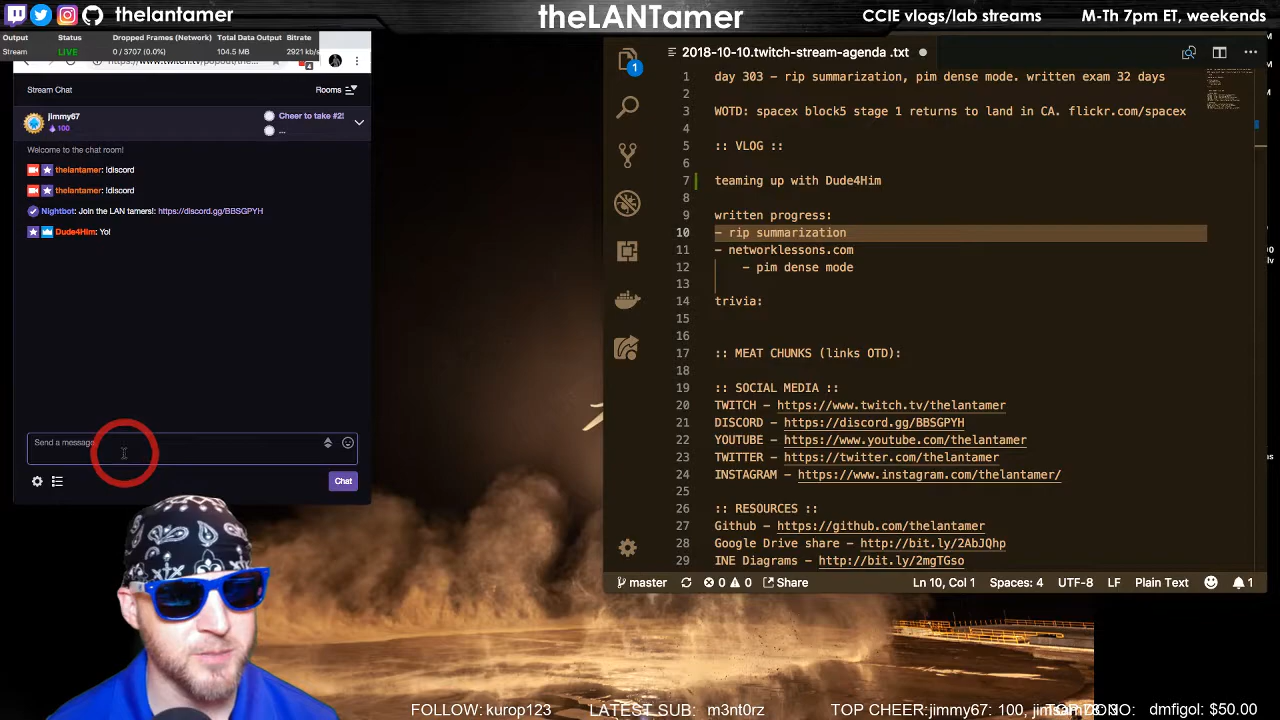 thelantamer
theLANTamer
CCIE vlogs/lab streams
M-Th 7pm ET, weekends
Output Status Dropped Frames (Network) Total Data Output Bitrate
Stream LIVE 0 / 3707 (0.0%) 104.5 MB 2921 kb/s
Stream Chat
Rooms
jimmy67
100
Cheer to take #2!
...
Welcome to the chat room!
thelantamer: !discord
thelantamer: !discord
Nightbot: Join the LAN tamers! https://discord.gg/BBSGPYH
Dude4Him: Yo!
Send a message
Chat
1
2018-10-10.twitch-stream-agenda .txt
1 day 303 - rip summarization, pim dense mode. written exam 32 days
2
3 WOTD: spacex block5 stage 1 returns to land in CA. flickr.com/spacex
4
5 :: VLOG ::
6
7 teaming up with Dude4Him
8
9 written progress:
10 - rip summarization
11 - networklessons.com
12 - pim dense mode
13
14 trivia:
15
16
17 :: MEAT CHUNKS (links OTD):
18
19 :: SOCIAL MEDIA ::
20 TWITCH - https://www.twitch.tv/thelantamer
21 DISCORD - https://discord.gg/BBSGPYH
22 YOUTUBE - https://www.youtube.com/thelantamer
23 TWITTER - https://twitter.com/thelantamer
24 INSTAGRAM - https://www.instagram.com/thelantamer/
25
26 :: RESOURCES ::
27 Github - https://github.com/thelantamer
28 Google Drive share - http://bit.ly/2AbJQhp
29 INE Diagrams - http://bit.ly/2mgTGso
master 0 0 Share Ln 10, Col 1 Spaces: 4 UTF-8 LF Plain Text 1
FOLLOW: kurop123 LATEST SUB: m3nt0rz TOP CHEER:jimmy67: 100, dmfigol: $50.00